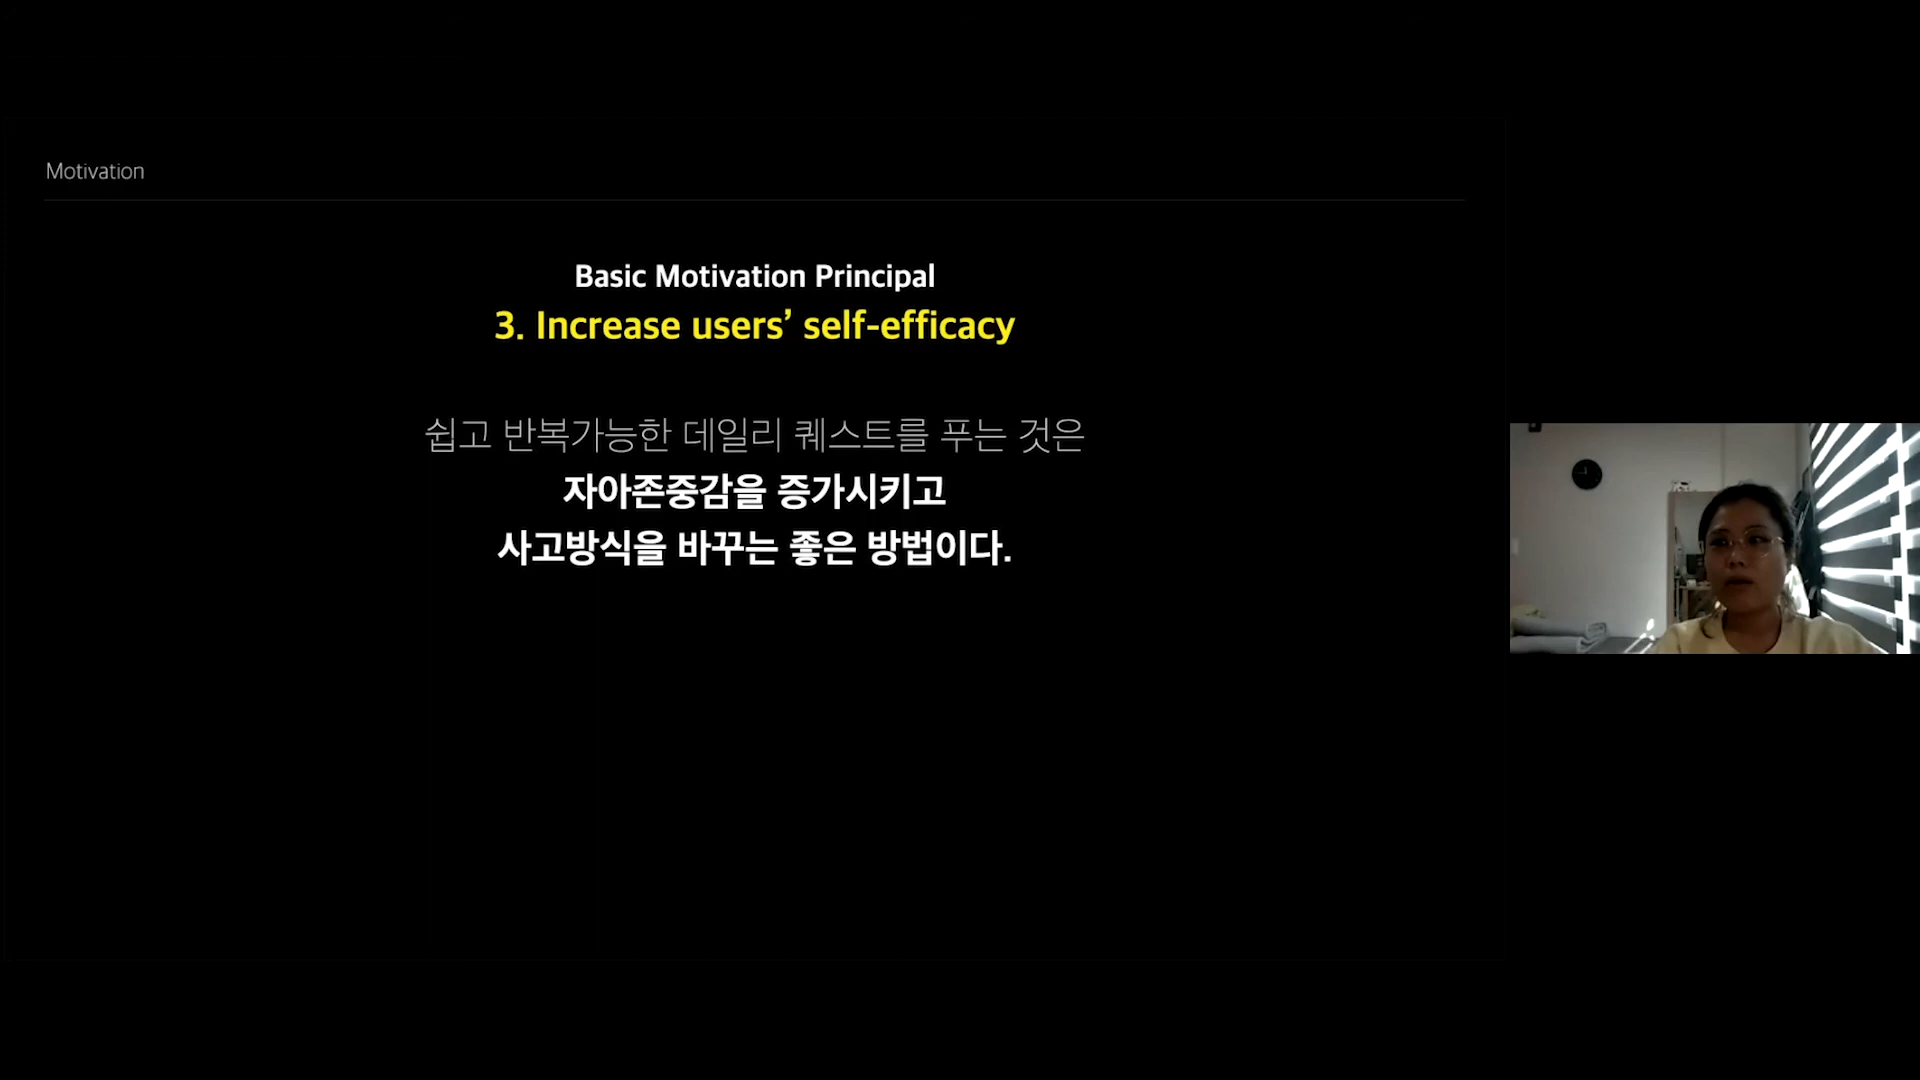 Motivation
Basic Motivation Principal
3. Increase users’ self-efficacy
쉽고 반복가능한 데일리 퀘스트를 푸는 것은
자아존중감을 증가시키고
사고방식을 바꾸는 좋은 방법이다.